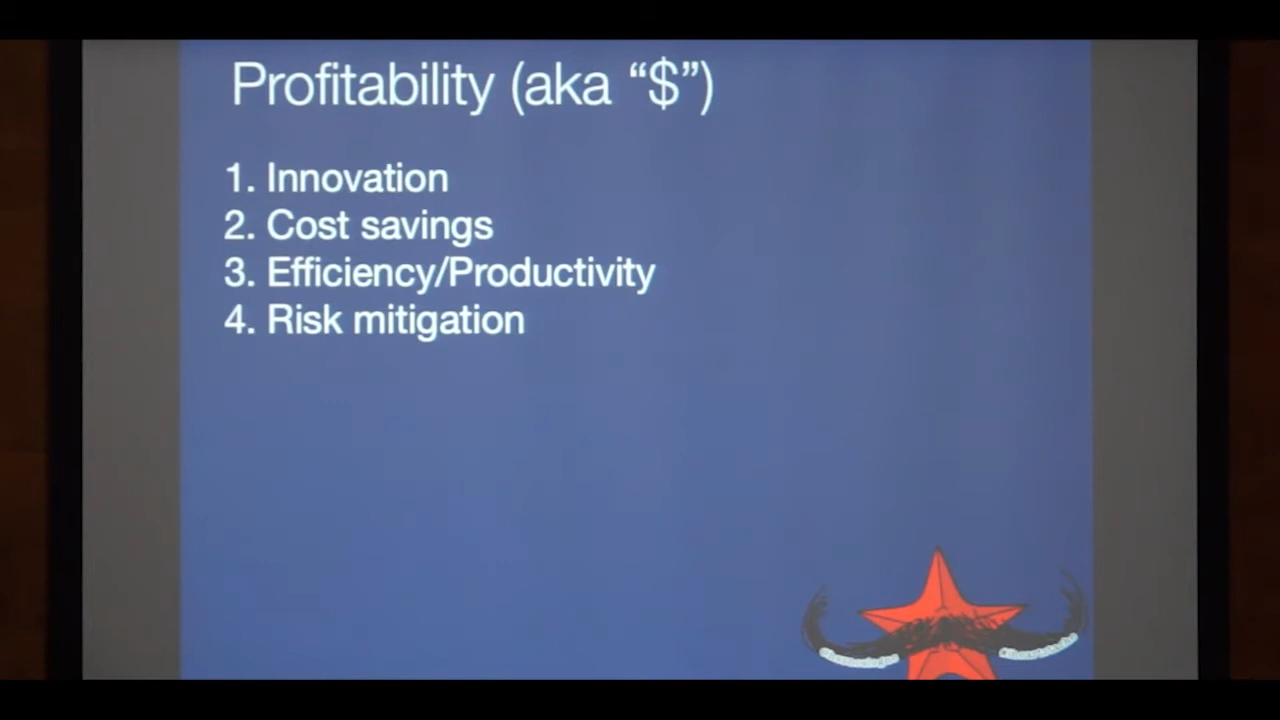 Profitability (aka “$”)
1. Innovation
2. Cost savings
3. Efficiency/Productivity
4. Risk mitigation